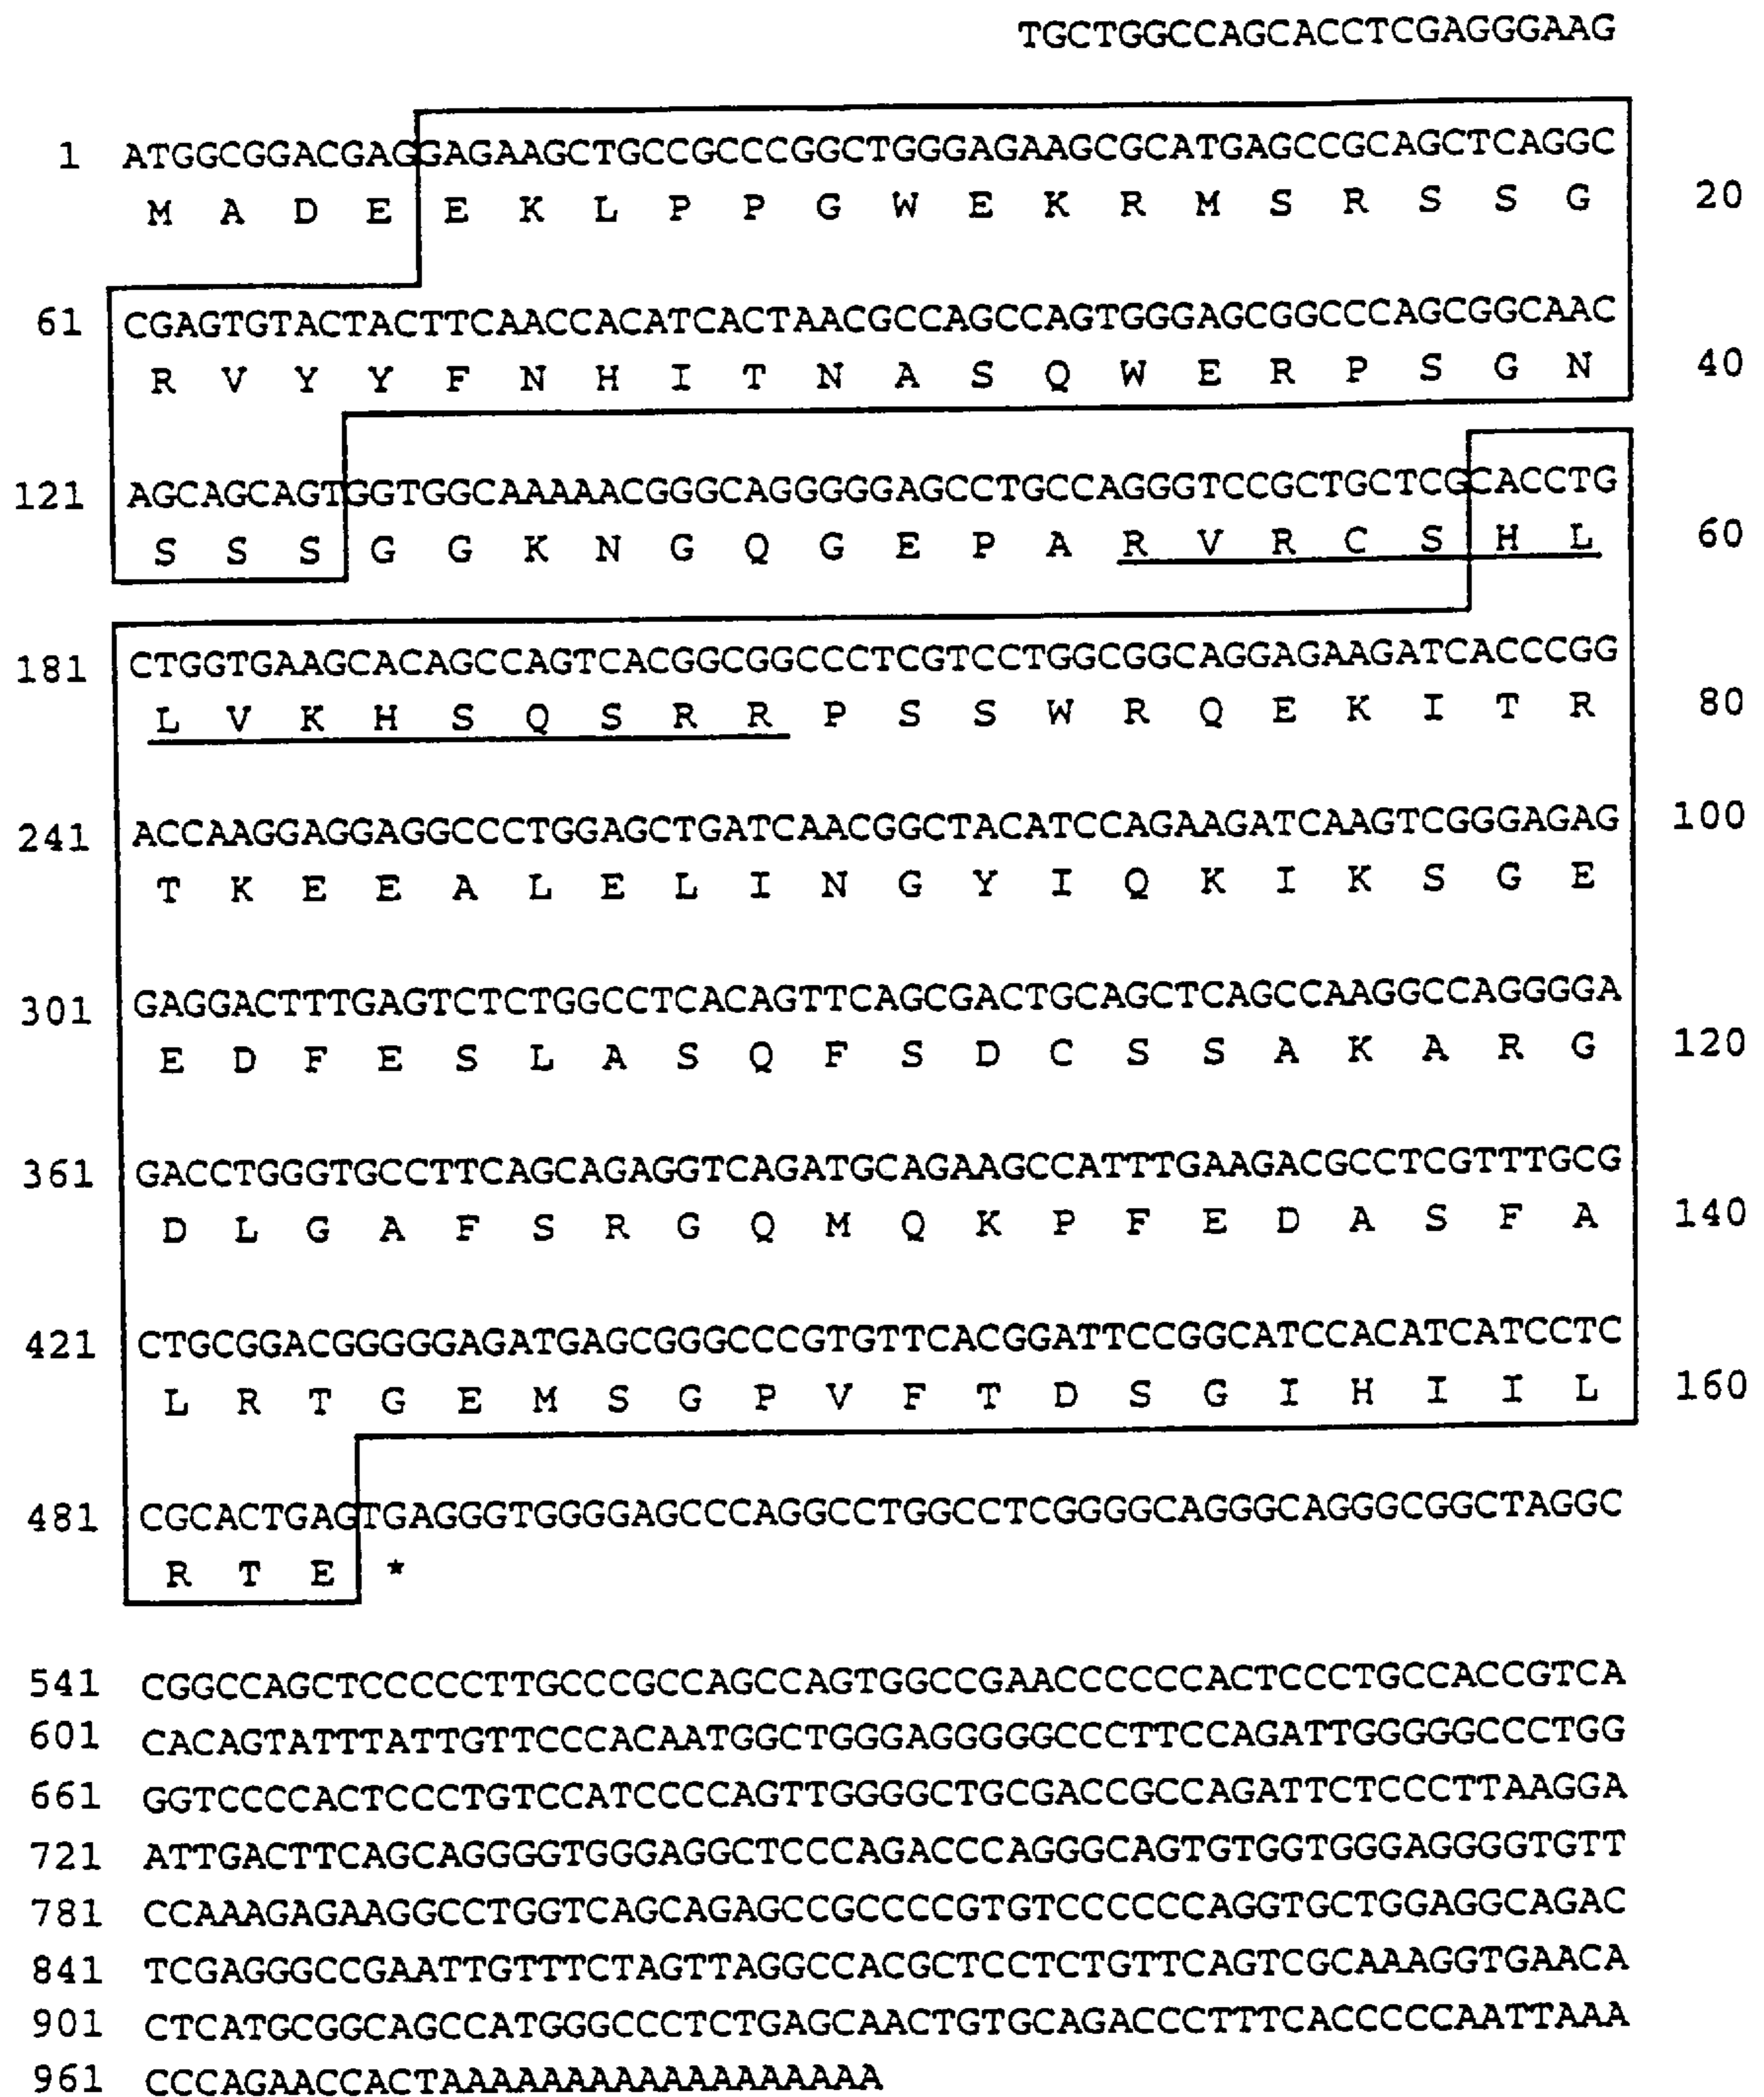 TGCTGGCCAGCACCTCGAGGGAAG
1 ATGGCGGACGAGGAGAAGCTGCCGCCCGGCTGGGAGAAGCGCATGAGCCGCAGCTCAGGC
M A D E E K L P P G W E K R M S R S S G 20
61 CGAGTGTACTACTTCAACCACATCACTAACGCCAGCCAGTGGGAGCGGCCCAGCGGCAAC
R V Y Y F N H I T N A S Q W E R P S G N 40
121 AGCAGCAGTGGTGGCAAAAACGGGCAGGGGGAGCCTGCCAGGGTCCGCTGCTCGCACCTG
S S S G G K N G Q G E P A R V R C S H L 60
181 CTGGTGAAGCACAGCCAGTCACGGCGGCCCTCGTCCTGGCGGCAGGAGAAGATCACCCGG
L V K H S Q S R R P S S W R Q E K I T R 80
241 ACCAAGGAGGAGGCCCTGGAGCTGATCAACGGCTACATCCAGAAGATCAAGTCGGGAGAG 100
T K E E A L E L I N G Y I Q K I K S G E
301 GAGGACTTTGAGTCTCTGGCCTCACAGTTCAGCGACTGCAGCTCAGCCAAGGCCAGGGGA
E D F E S L A S Q F S D C S S A K A R G 120
361 GACCTGGGTGCCTTCAGCAGAGGTCAGATGCAGAAGCCATTTGAAGACGCCTCGTTTGCG
D L G A F S R G Q M Q K P F E D A S F A 140
421 CTGCGGACGGGGGAGATGAGCGGGCCCGTGTTCACGGATTCCGGCATCCACATCATCCTC
L R T G E M S G P V F T D S G I H I I L 160
481 CGCACTGAGTGAGGGTGGGGAGCCCAGGCCTGGCCTCGGGGCAGGGCAGGGCGGCTAGGC
R T E *
541 CGGCCAGCTCCCCCTTGCCCGCCAGCCAGTGGCCGAACCCCCCACTCCCTGCCACCGTCA
601 CACAGTATTTATTGTTCCCACAATGGCTGGGAGGGGGCCCTTCCAGATTGGGGGCCCTGG
661 GGTCCCCACTCCCTGTCCATCCCCAGTTGGGGCTGCGACCGCCAGATTCTCCCTTAAGGA
721 ATTGACTTCAGCAGGGGTGGGAGGCTCCCAGACCCAGGGCAGTGTGGTGGGAGGGGTGTT
781 CCAAAGAGAAGGCCTGGTCAGCAGAGCCGCCCCGTGTCCCCCCAGGTGCTGGAGGCAGAC
841 TCGAGGGCCGAATTGTTTCTAGTTAGGCCACGCTCCTCTGTTCAGTCGCAAAGGTGAACA
901 CTCATGCGGCAGCCATGGGCCCTCTGAGCAACTGTGCAGACCCTTTCACCCCCAATTAAA
961 CCCAGAACCACTAAAAAAAAAAAAAAAAAA